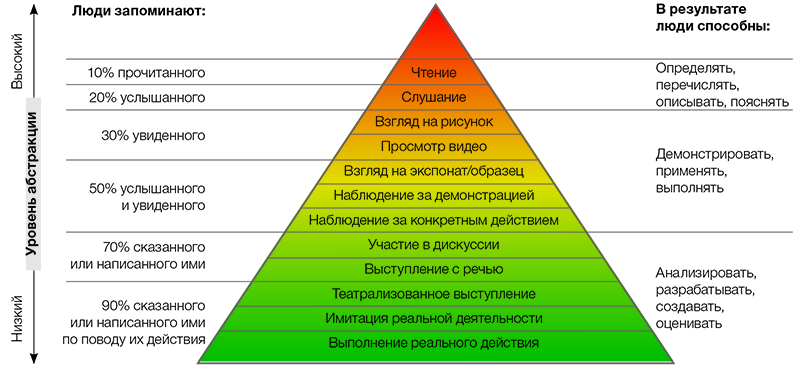 Люди запоминают:
В результате
люди способны:
Высокий
Уровень абстракции
Низкий
10% прочитанного
20% услышанного
30% увиденного
50% услышанного
и увиденного
70% сказанного
или написанного ими
90% сказанного
или написанного ими
по поводу их действия
Чтение
Слушание
Взгляд на рисунок
Просмотр видео
Взгляд на экспонат/образец
Наблюдение за демонстрацией
Наблюдение за конкретным действием
Участие в дискуссии
Выступление с речью
Театрализованное выступление
Имитация реальной деятельности
Выполнение реального действия
Определять,
перечислять,
описывать, пояснять
Демонстрировать,
применять,
выполнять
Анализировать,
разрабатывать,
создавать,
оценивать